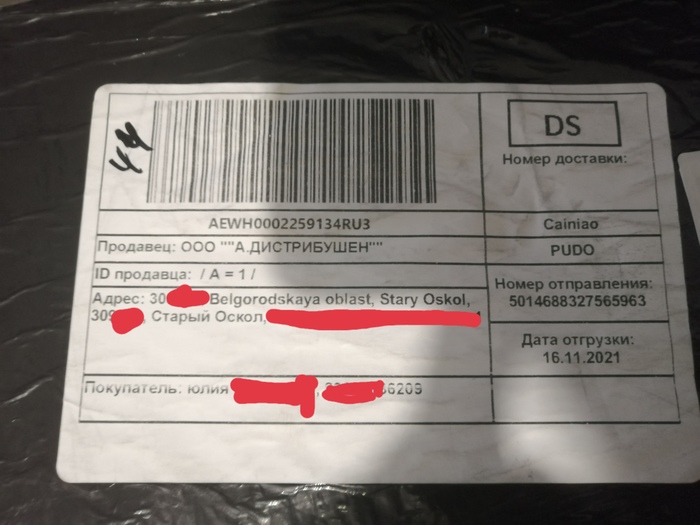 44
DS
Номер доставки:
AEWH0002259134RU3
Cainiao
Продавец: ООО ""А.ДИСТРИБУШЕН""
PUDO
ID продавца: / A = 1 /
Номер отправления:
5014688327565963
Адрес: 30 Belgorodskaya oblast, Stary Oskol,
309 , Старый Оскол,
Дата отгрузки:
16.11.2021
Покупатель: юлия , 6209